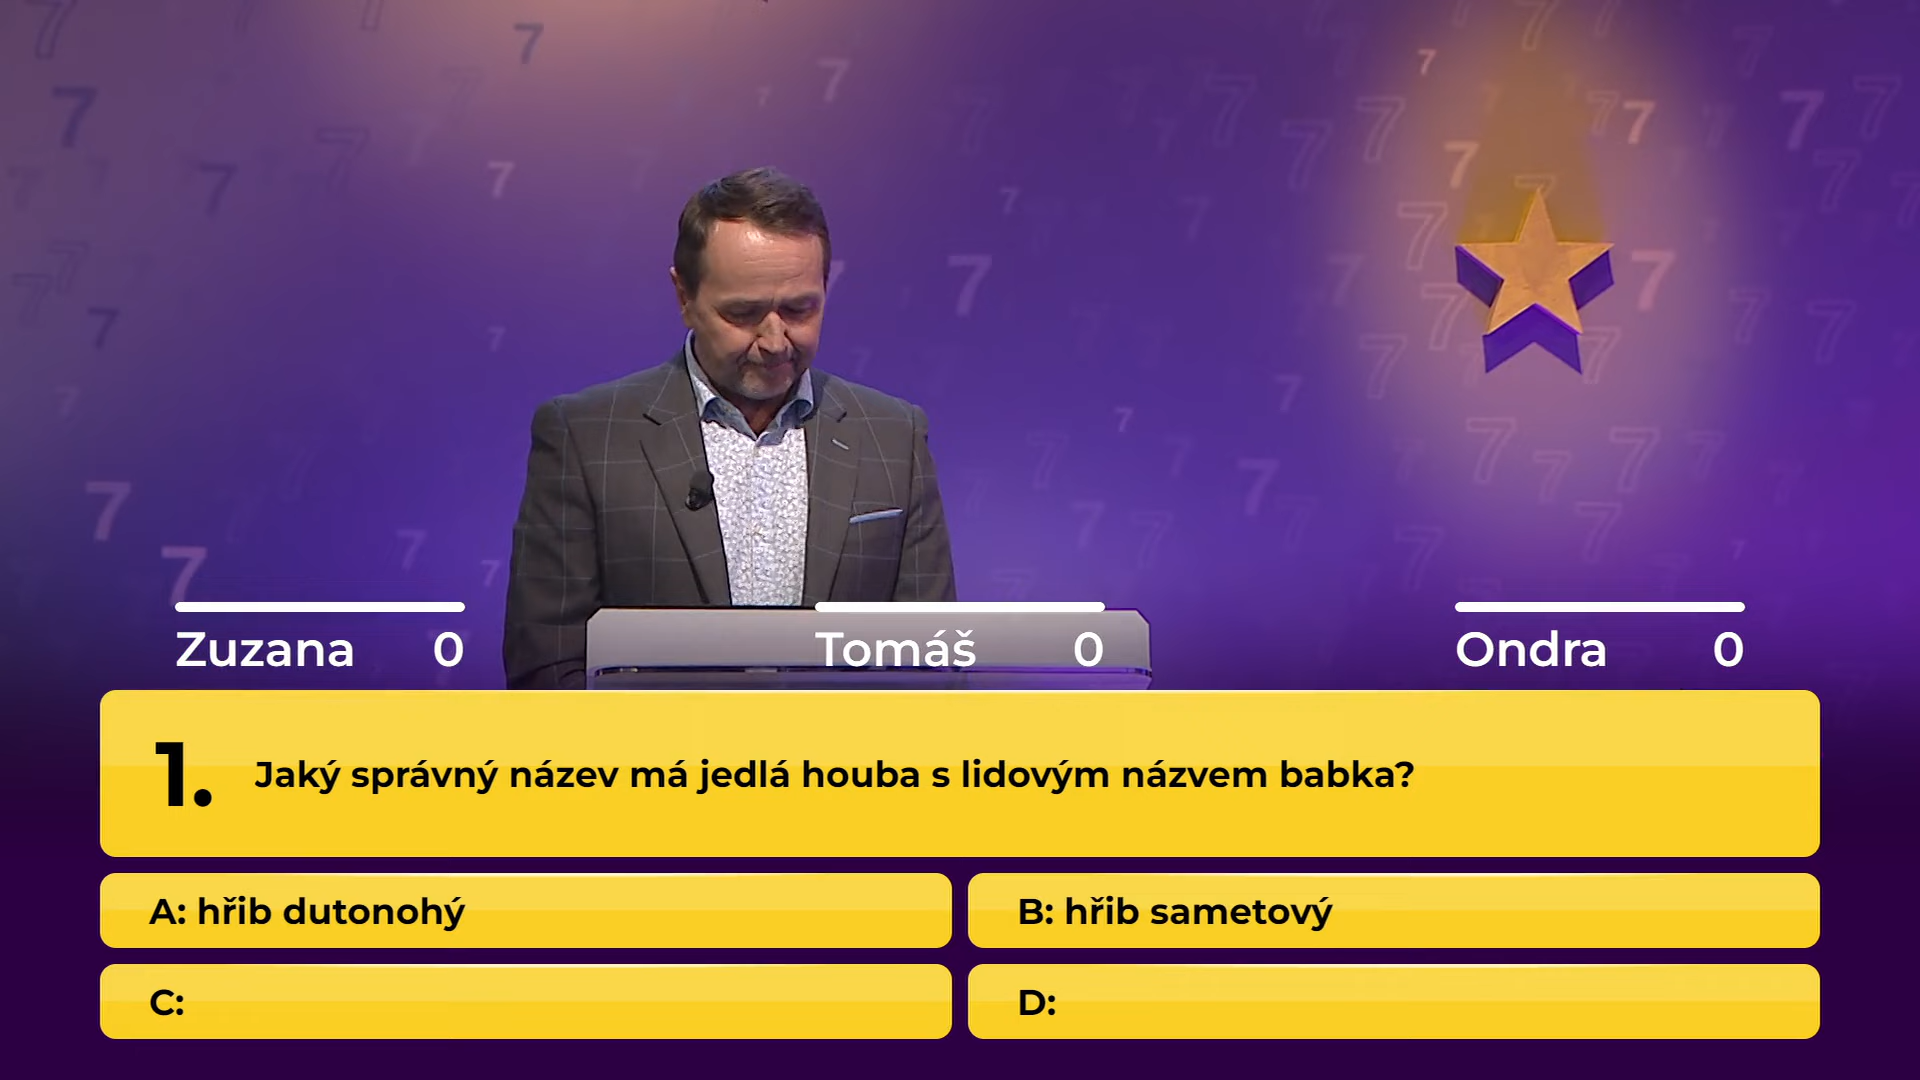 Zuzana 0
Tomáš 0
Ondra 0
1. Jaký správný název má jedlá houba s lidovým názvem babka?
A: hřib dutonohý
B: hřib sametový
C:
D: